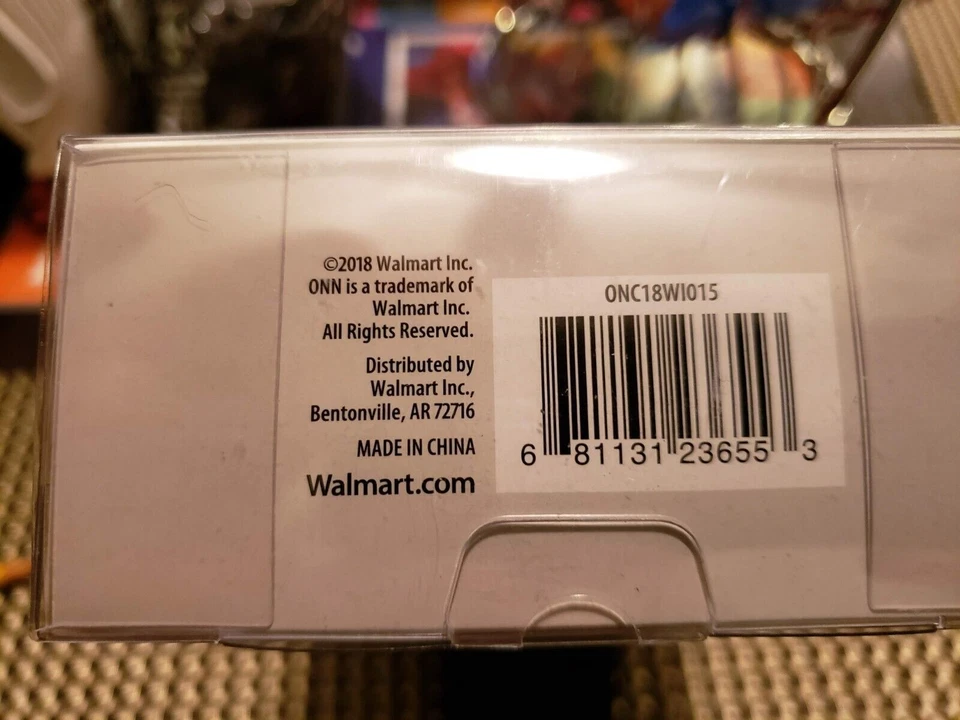 ©2018 Walmart Inc.
ONN is a trademark of
Walmart Inc.
All Rights Reserved.
Distributed by
Walmart Inc.,
Bentonville, AR 72716
MADE IN CHINA
Walmart.com
ONC18WI015
6 81131 23655 3